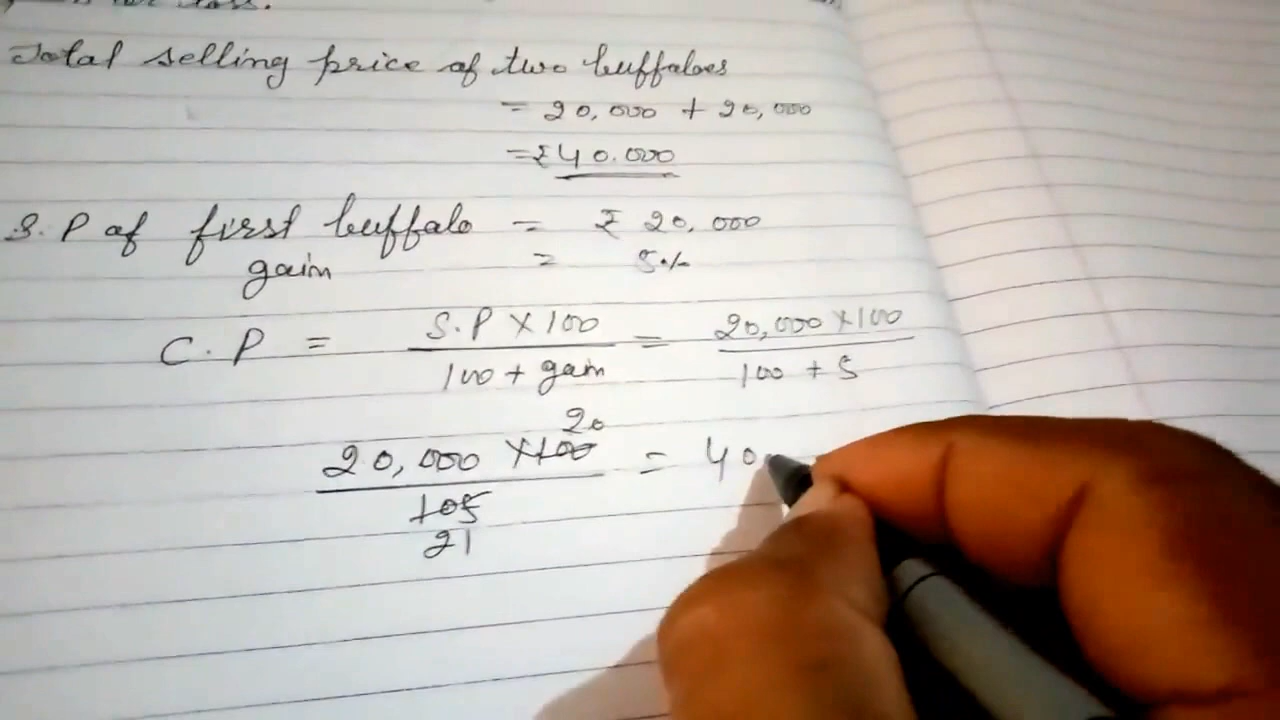 Total selling price of two buffaloes
= 20,000 + 20,000
= ₹ 40.000
S.P of first buffalo = ₹ 20,000
gain = 5%
C.P = S.P × 100 / 100 + gain = 20,000 × 100 / 100 + 5
20
20,000 × 100 / 105 = 40
21